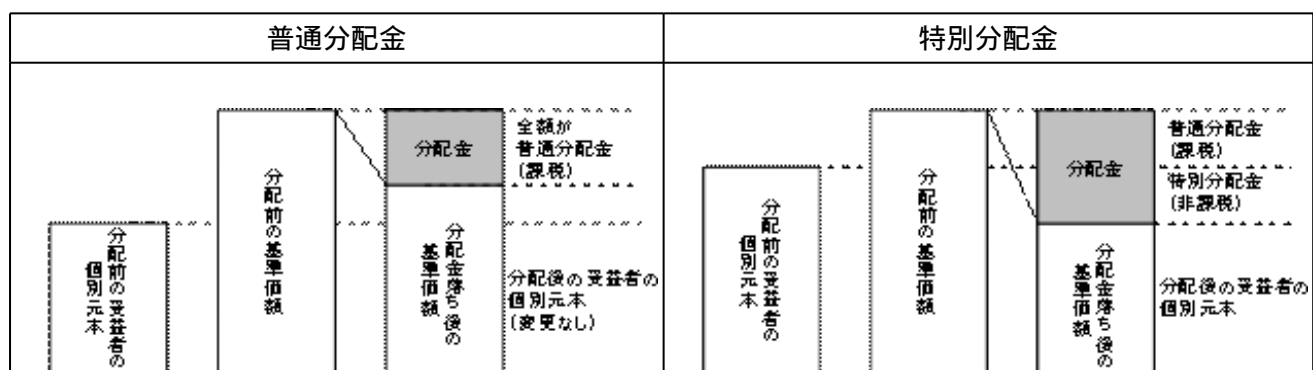 普通分配金
特別分配金
分配前の受益者の
個別元本
分配前の基準価額
分配金
分配金落ち後の
基準価額
全額が
普通分配金
(課税)
分配後の受益者の
個別元本
(変更なし)
分配前の受益者の
個別元本
分配前の基準価額
分配金
分配金落ち後の
基準価額
普通分配金
(課税)
特別分配金
(非課税)
分配後の受益者の
個別元本